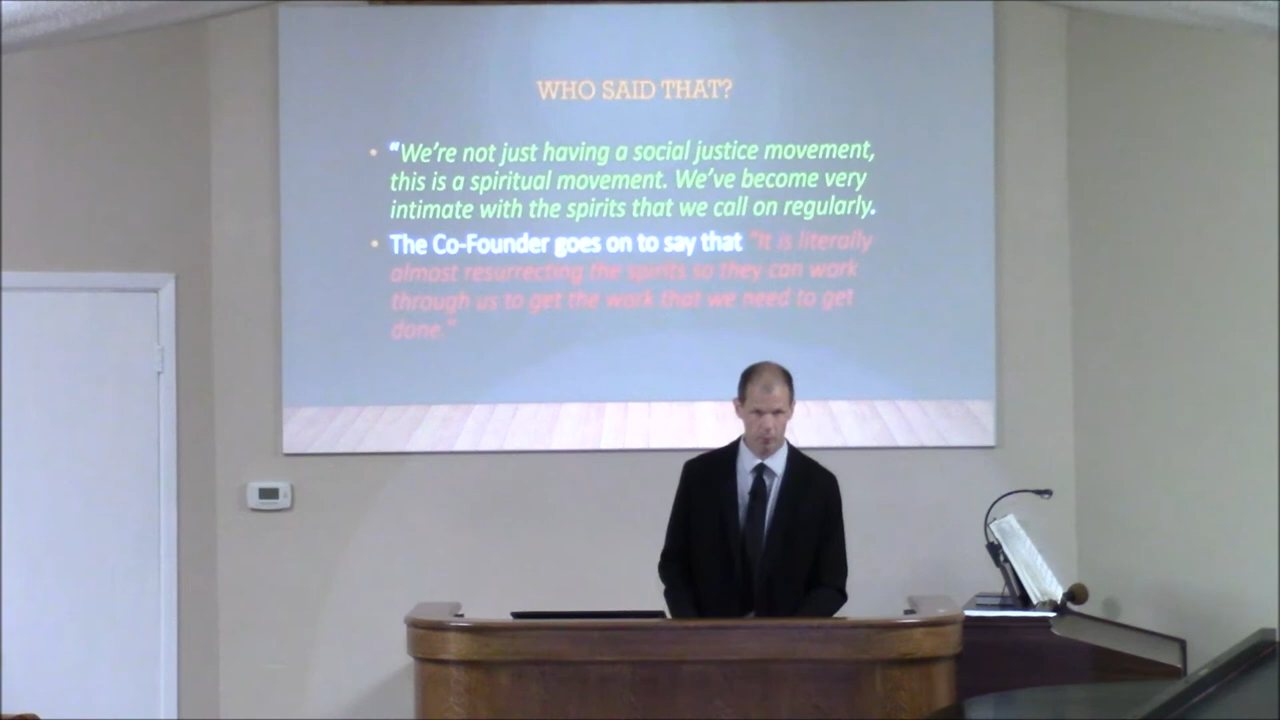 WHO SAID THAT?
• "We're not just having a social justice movement,
this is a spiritual movement. We've become very
intimate with the spirits that we call on regularly.
• The Co-Founder goes on to say that "It is literally
almost resurrecting the spirits so they can work
through us to get the work that we need to get
done."